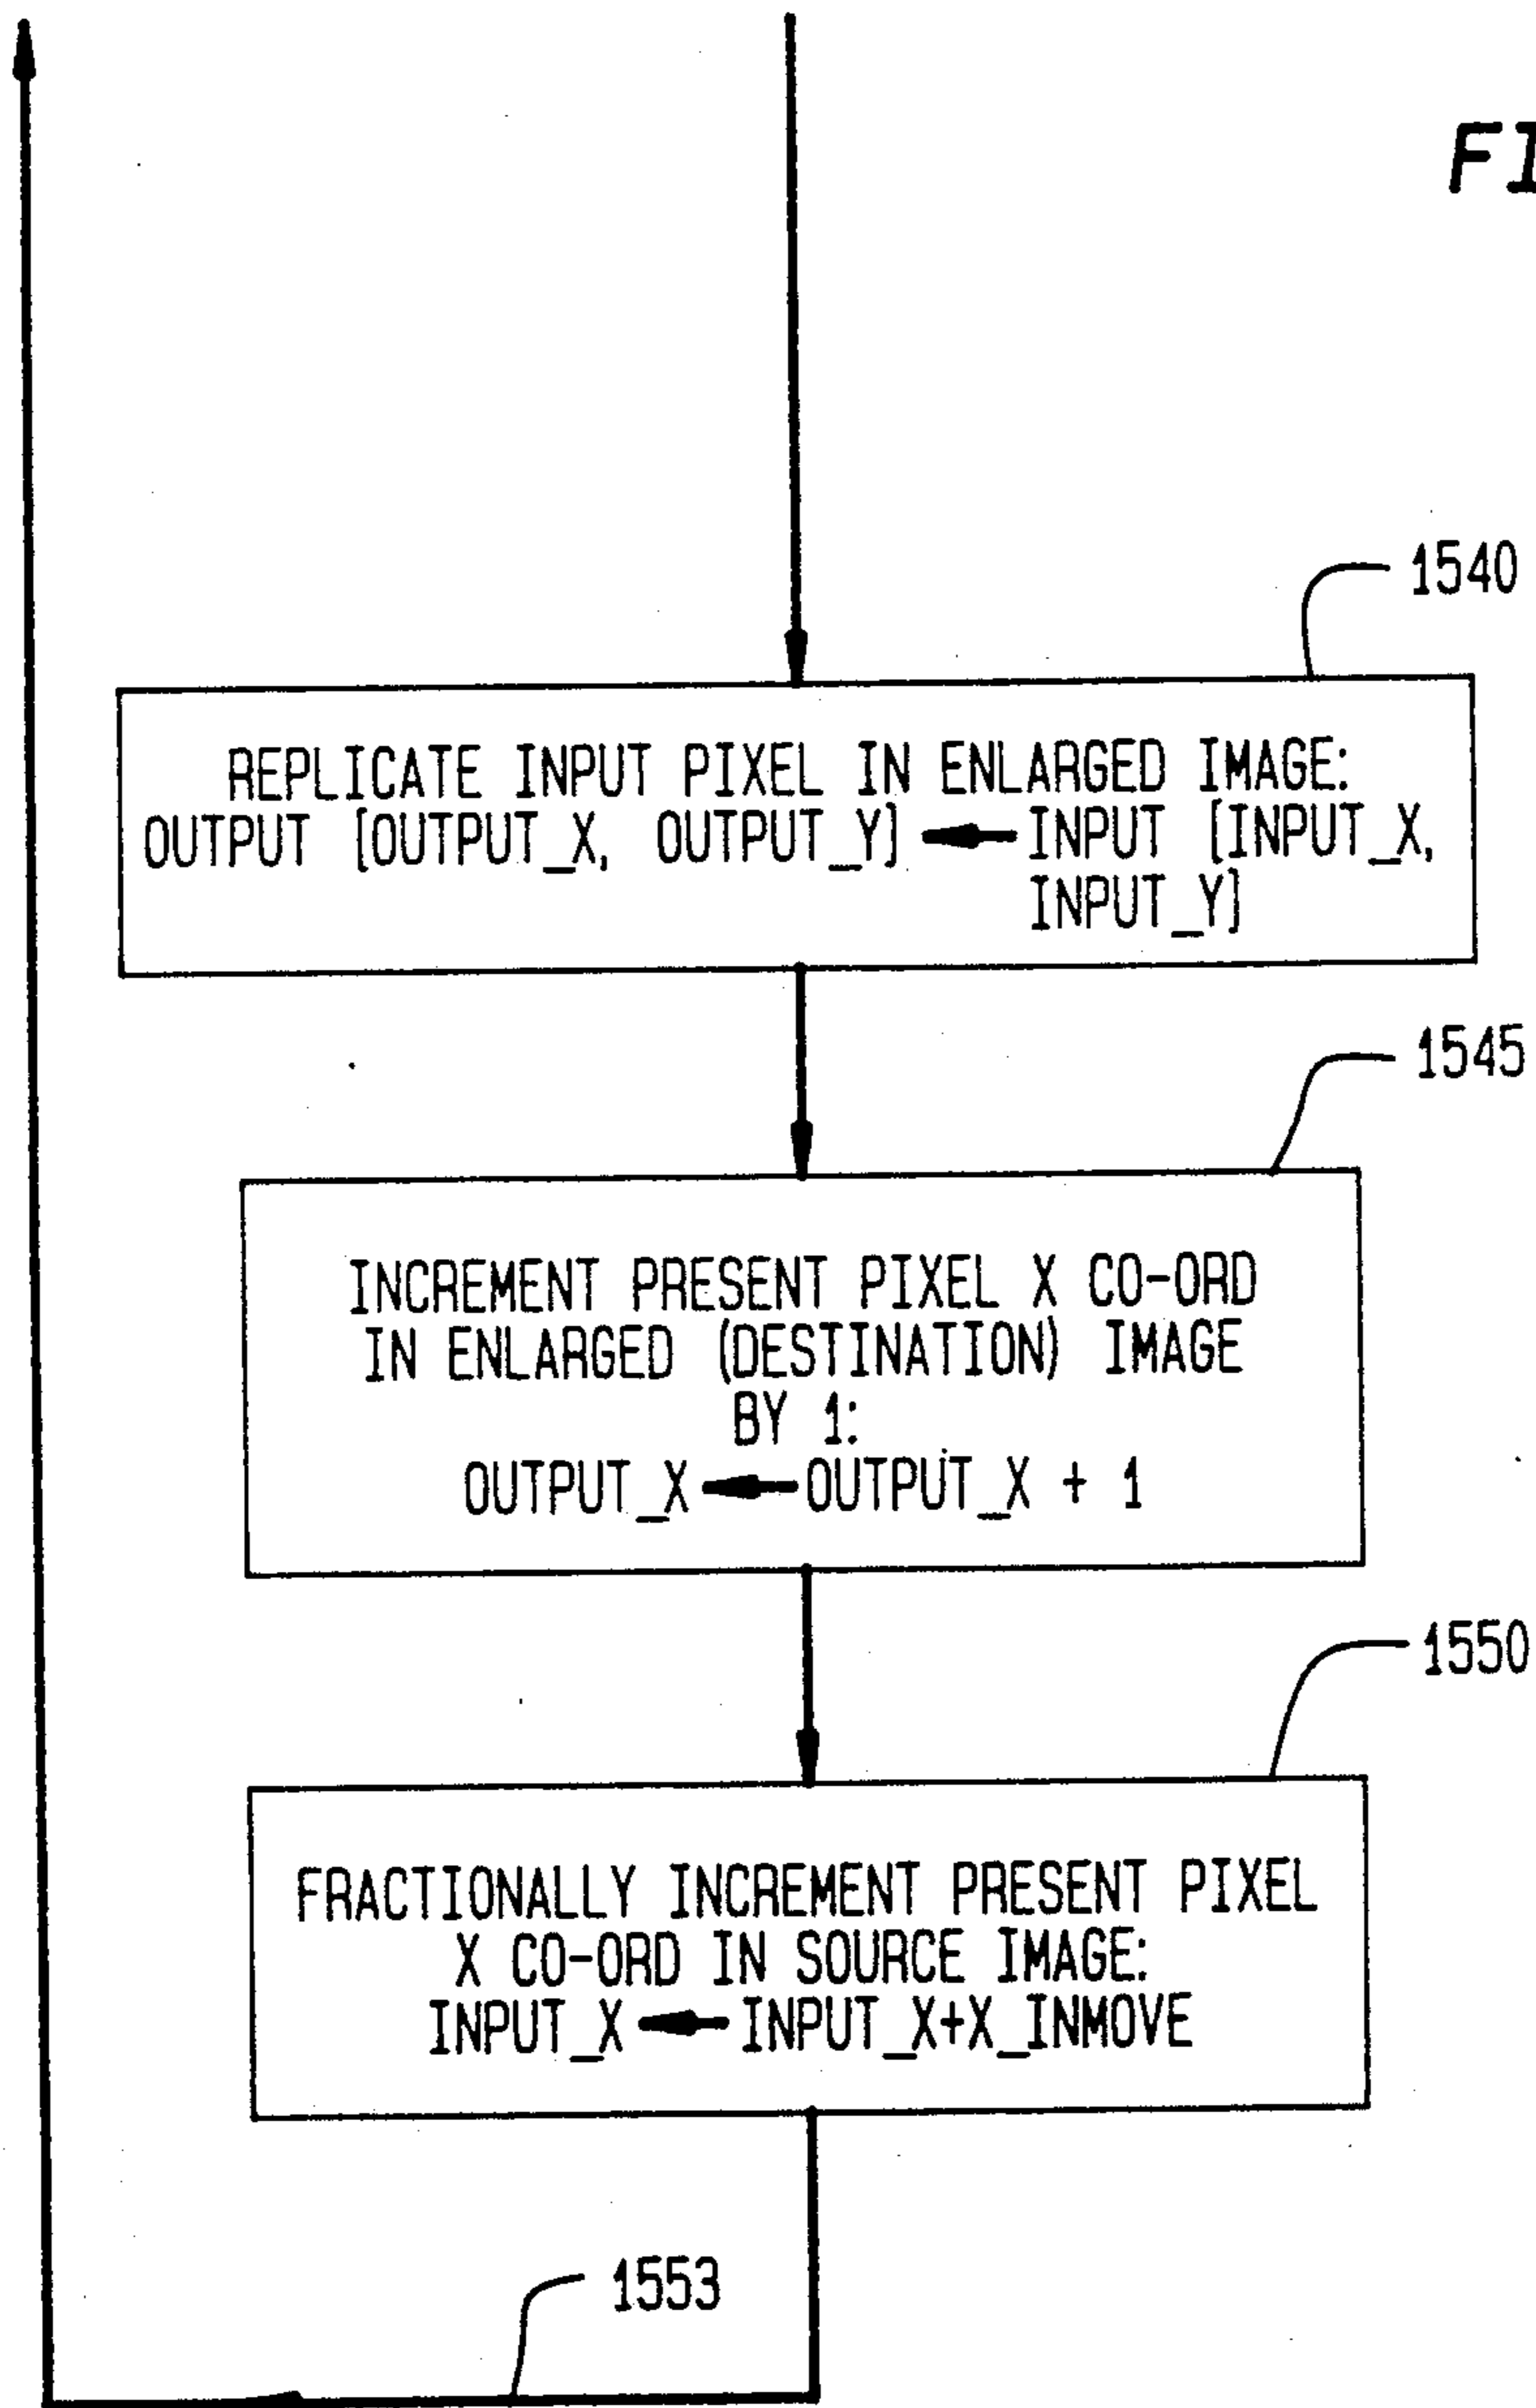 FI
1540
REPLICATE INPUT PIXEL IN ENLARGED IMAGE:
OUTPUT [OUTPUT_X, OUTPUT_Y] ← INPUT [INPUT_X,
INPUT_Y]
1545
INCREMENT PRESENT PIXEL X CO-ORD
IN ENLARGED (DESTINATION) IMAGE
BY 1:
OUTPUT_X ← OUTPUT_X + 1
1550
FRACTIONALLY INCREMENT PRESENT PIXEL
X CO-ORD IN SOURCE IMAGE:
INPUT_X ← INPUT_X+X_INMOVE
1553